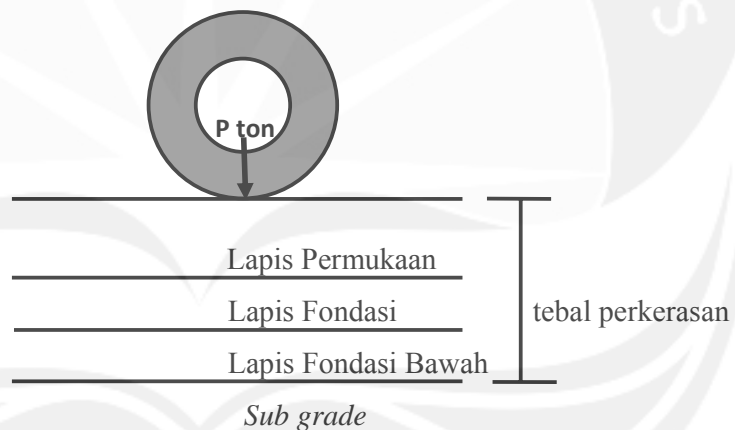 P ton
Lapis Permukaan
Lapis Fondasi
tebal perkerasan
Lapis Fondasi Bawah
Sub grade